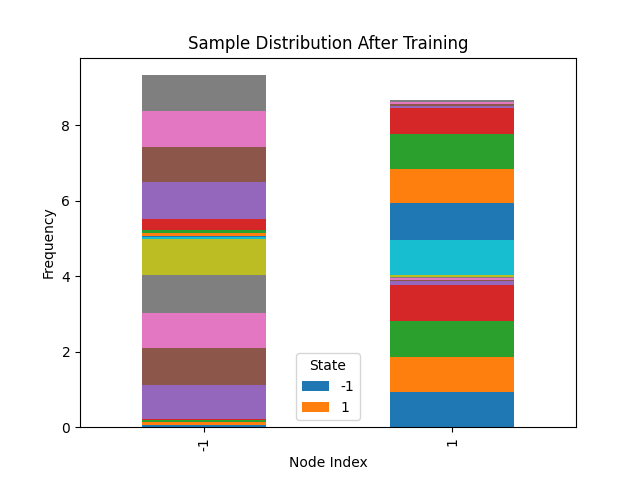 Sample Distribution After Training
Frequency
8
6
4
2
0
State
-1
1
-1
1
Node Index